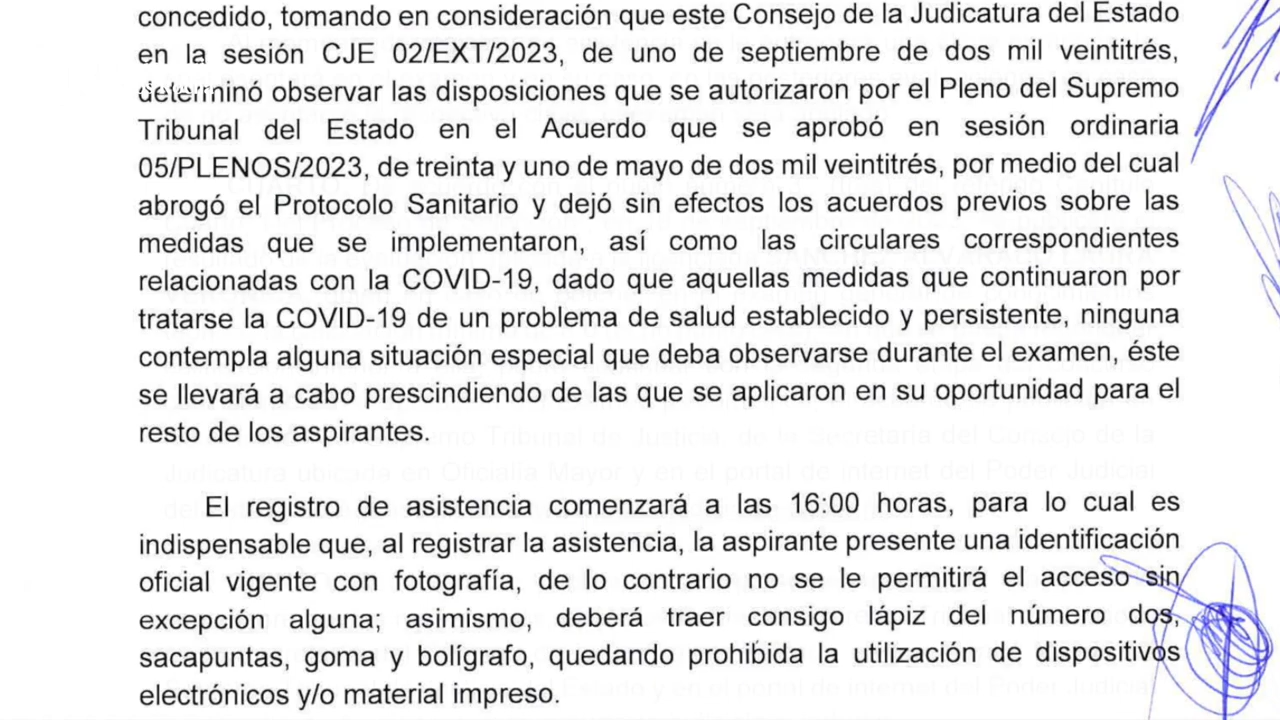 concedido, tomando en consideración que este Consejo de la Judicatura del Estado
en la sesión CJE 02/EXT/2023, de uno de septiembre de dos mil veintitrés,
determinó observar las disposiciones que se autorizaron por el Pleno del Supremo
Tribunal del Estado en el Acuerdo que se aprobó en sesión ordinaria
05/PLENOS/2023, de treinta y uno de mayo de dos mil veintitrés, por medio del cual
abrogó el Protocolo Sanitario y dejó sin efectos los acuerdos previos sobre las
medidas que se implementaron, así como las circulares correspondientes
relacionadas con la COVID-19, dado que aquellas medidas que continuaron por
tratarse la COVID-19 de un problema de salud establecido y persistente, ninguna
contempla alguna situación especial que deba observarse durante el examen, éste
se llevará a cabo prescindiendo de las que se aplicaron en su oportunidad para el
resto de los aspirantes.
El registro de asistencia comenzará a las 16:00 horas, para lo cual es
indispensable que, al registrar la asistencia, la aspirante presente una identificación
oficial vigente con fotografía, de lo contrario no se le permitirá el acceso sin
excepción alguna; asimismo, deberá traer consigo lápiz del número dos,
sacapuntas, goma y bolígrafo, quedando prohibida la utilización de dispositivos
electrónicos y/o material impreso.